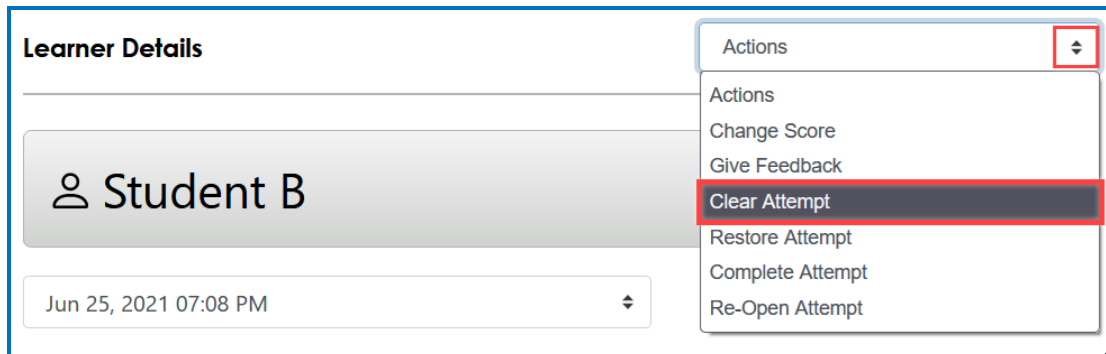 Learner Details
Actions
Actions
Change Score
Give Feedback
Clear Attempt
Restore Attempt
Complete Attempt
Re-Open Attempt
Student B
Jun 25, 2021 07:08 PM